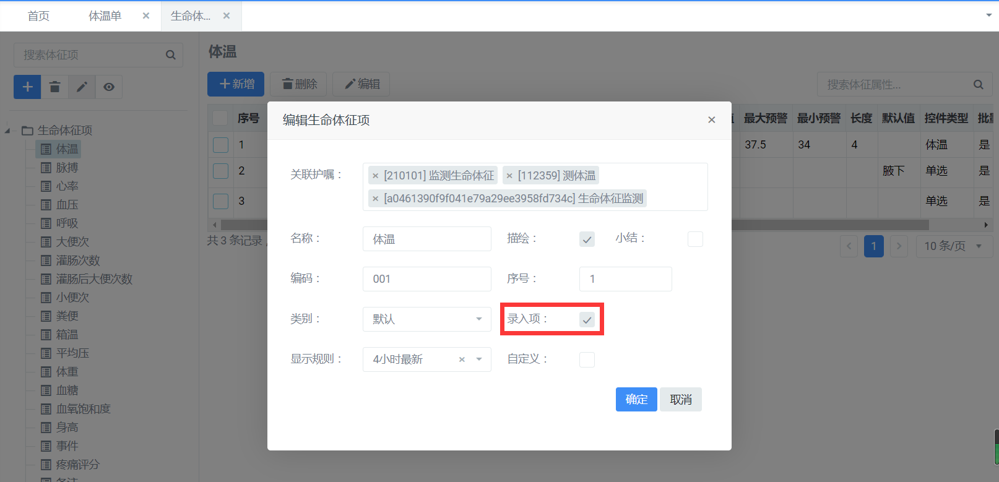 首页
体温单 ×
生命体... ×
搜索体征项
生命体征项
体温
脉搏
心率
血压
呼吸
大便次
灌肠次数
灌肠后大便次数
小便次
粪便
箱温
平均压
体重
血糖
血氧饱和度
身高
事件
疼痛评分
体温
+新增
删除
编辑
搜索体征属性...
序号 最大预警 最小预警 长度 默认值 控件类型
1 37.5 34 4 体温 是
2 腋下 单选 是
3 单选 是
共 3 条记录
1
10 条/页
编辑生命体征项 ×
关联护嘱：
× [210101] 监测生命体征 × [112359] 测体温
× [a0461390f9f041e79a29ee3958fd734c] 生命体征监测
名称： 体温 描绘： 小结：
编码： 001 序号： 1
类别： 默认 录入项：
显示规则： 4小时最新 × 自定义：
确定 取消